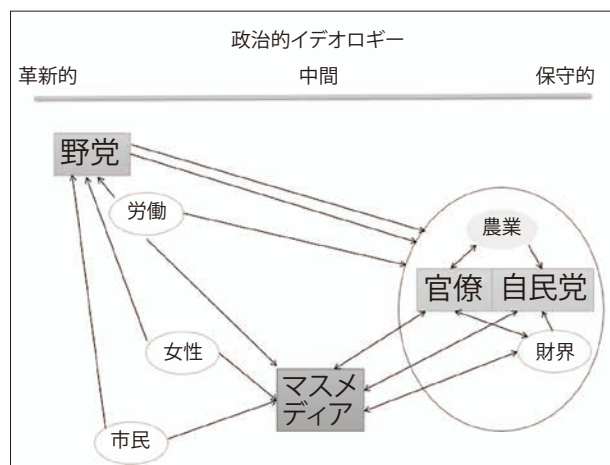 政治的イデオロギー
革新的 中間 保守的
野党
労働
農業
官僚 自民党
女性
財界
マスメ
ディア
市民